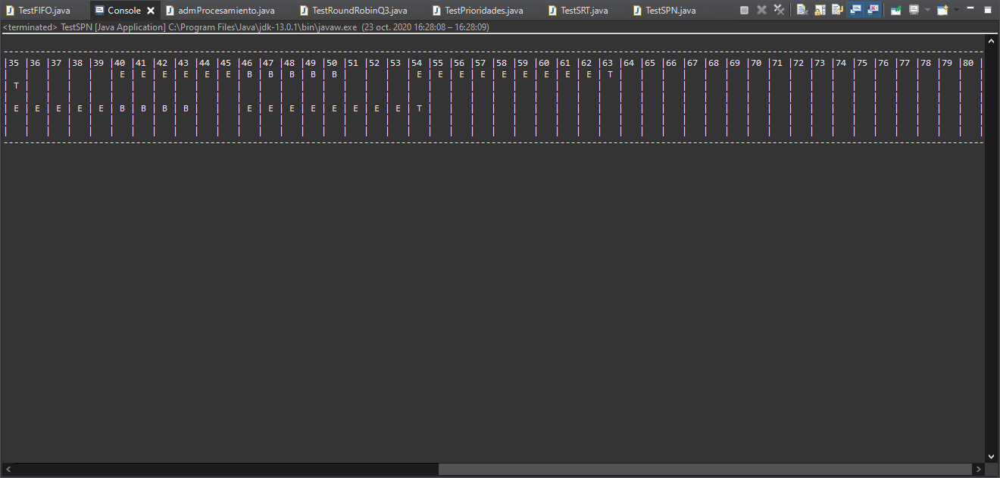 TestFIFO.java Console admProcesamiento.java TestRoundRobinQ3.java TestPrioridades.java TestSRT.java TestSPN.java
<terminated> TestSPN [Java Application] C:\Program Files\Java\jdk-13.0.1\bin\javaw.exe (23 oct. 2020 16:28:08 – 16:28:09)
|35 |36 |37 |38 |39 |40 |41 |42 |43 |44 |45 |46 |47 |48 |49 |50 |51 |52 |53 |54 |55 |56 |57 |58 |59 |60 |61 |62 |63 |64 |65 |66 |67 |68 |69 |70 |71 |72 |73 |74 |75 |76 |77 |78 |79 |80 |
|   |   |   |   |   | E | E | E | E | E | E | B | B | B | B | B |   |   |   | E | E | E | E | E | E | E | E | E | T |   |   |   |   |   |   |   |   |   |   |   |   |   |   |   |   |   |
| T |   |   |   |   |   |   |   |   |   |   |   |   |   |   |   |   |   |   |   |   |   |   |   |   |   |   |   |   |   |   |   |   |   |   |   |   |   |   |   |   |   |   |   |   |   |
| E | E | E | E | E | B | B | B | B |   |   | E | E | E | E | E | E | E | E | T |   |   |   |   |   |   |   |   |   |   |   |   |   |   |   |   |   |   |   |   |   |   |   |   |   |   |